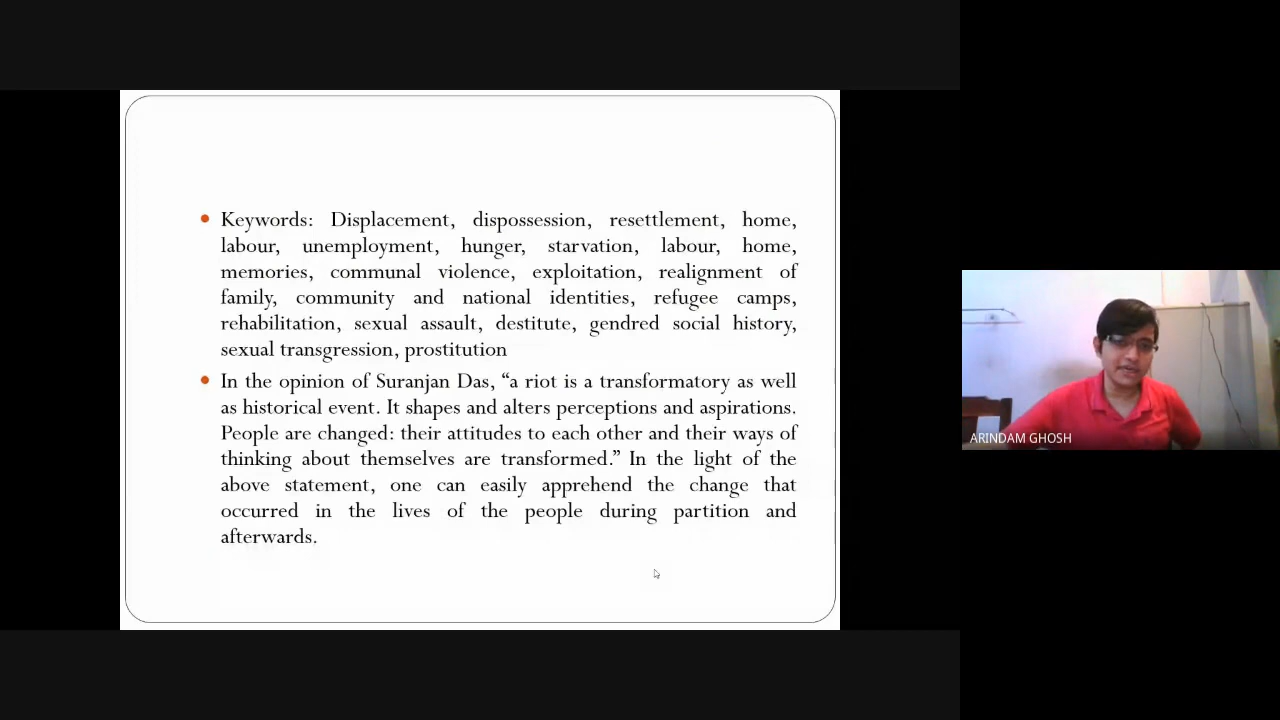 Keywords: Displacement, dispossession, resettlement, home,
labour, unemployment, hunger, starvation, labour, home,
memories, communal violence, exploitation, realignment of
family, community and national identities, refugee camps,
rehabilitation, sexual assault, destitute, gendred social history,
sexual transgression, prostitution
In the opinion of Suranjan Das, “a riot is a transformatory as well
as historical event. It shapes and alters perceptions and aspirations.
People are changed: their attitudes to each other and their ways of
thinking about themselves are transformed.” In the light of the
above statement, one can easily apprehend the change that
occurred in the lives of the people during partition and
afterwards.
ARINDAM GHOSH